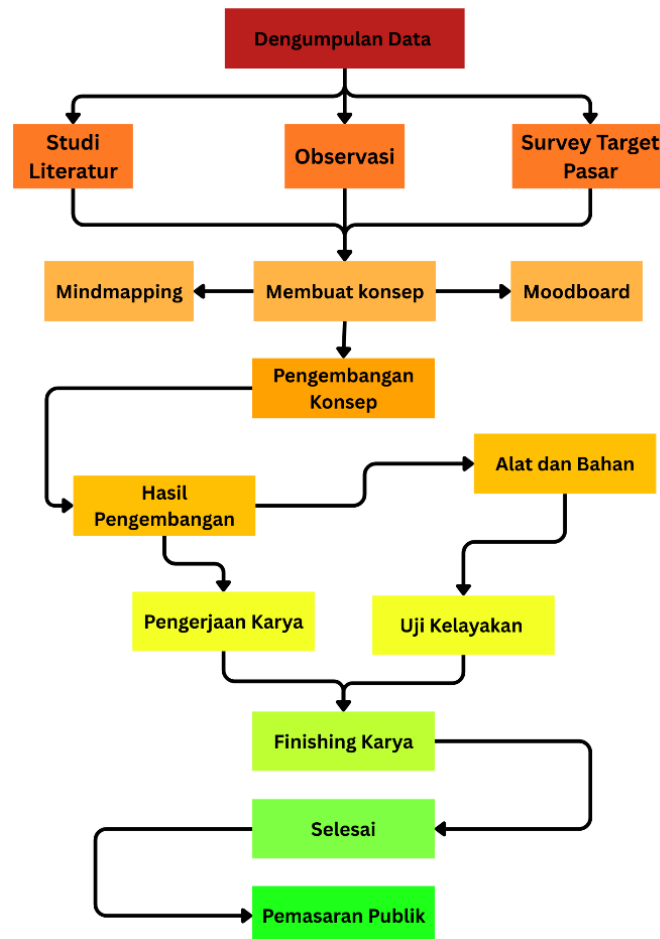 Dengumpulan Data
Studi
Literatur
Observasi
Survey Target
Pasar
Mindmapping
Membuat konsep
Moodboard
Pengembangan
Konsep
Alat dan Bahan
Hasil
Pengembangan
Pengerjaan Karya
Uji Kelayakan
Finishing Karya
Selesai
Pemasaran Publik